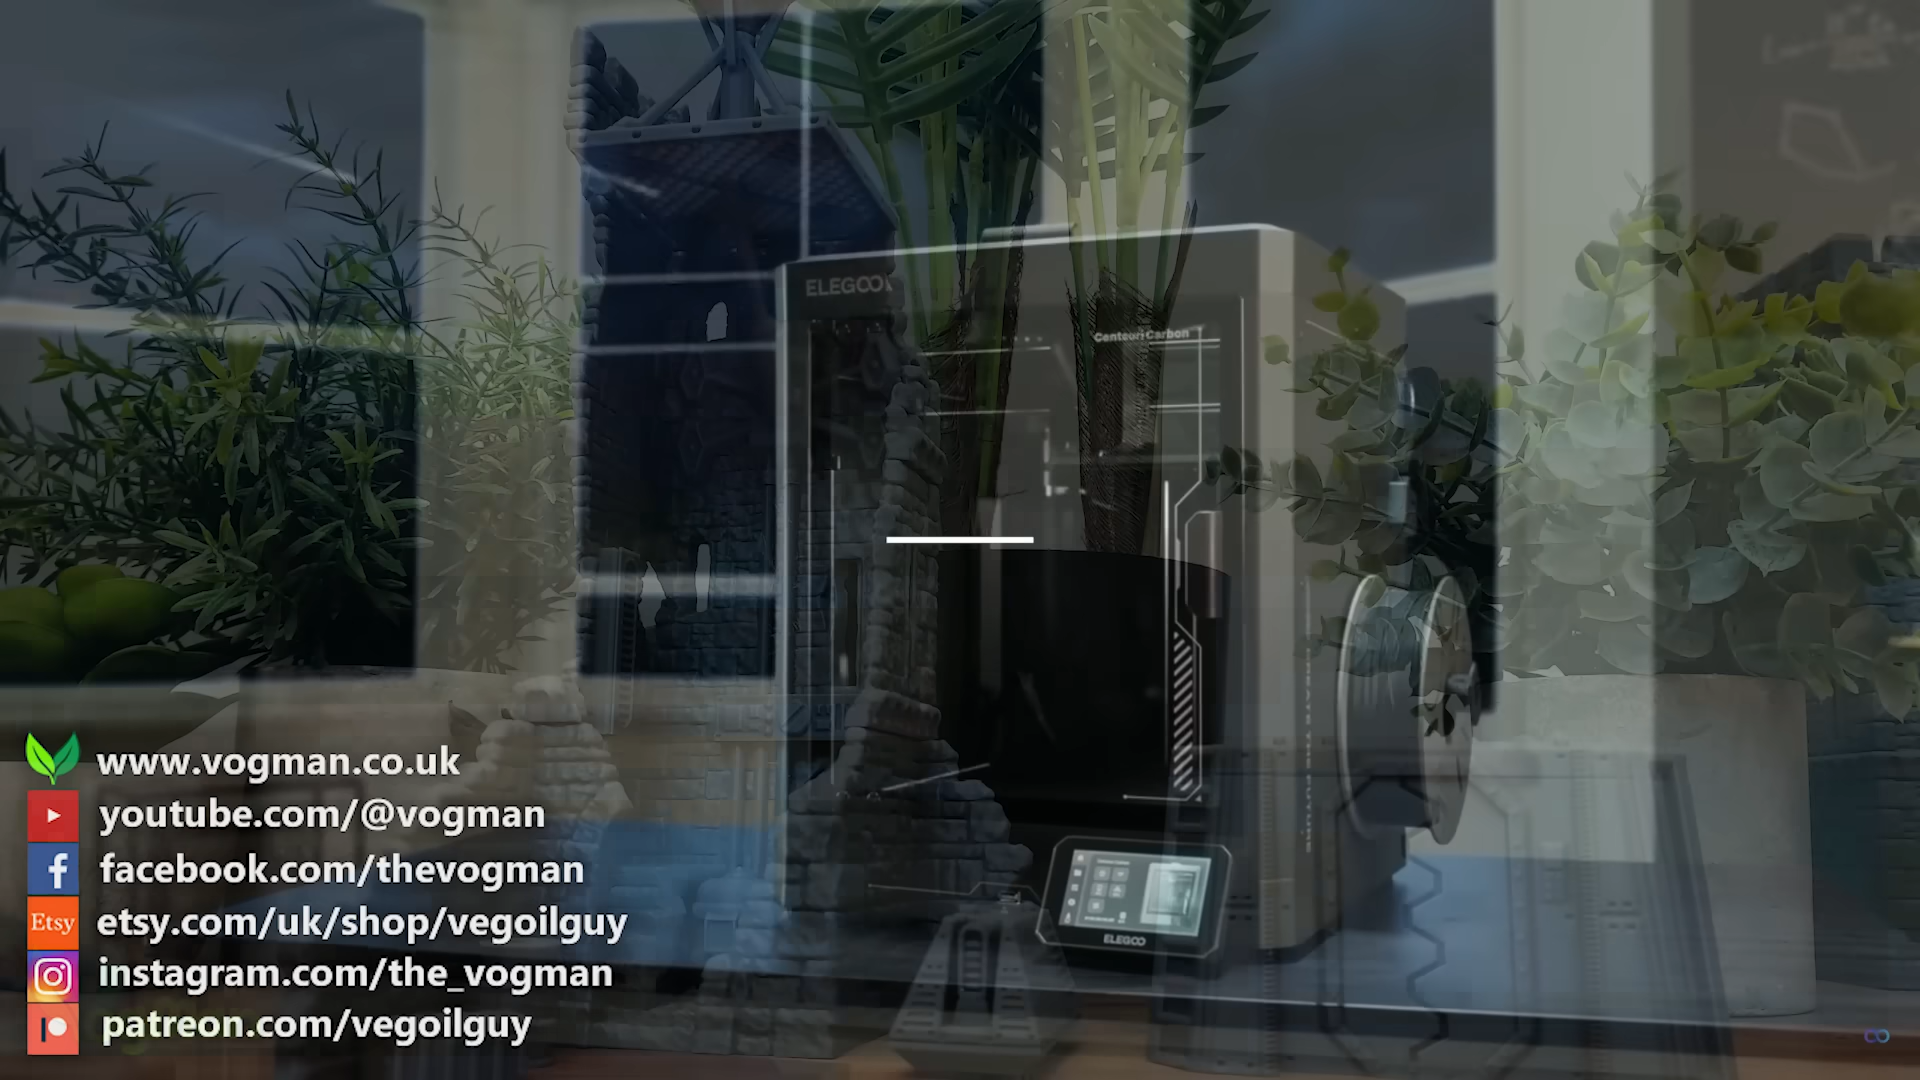 ELEGOO
Centauri Carbon
ELEGOO
www.vogman.co.uk
youtube.com/@vogman
facebook.com/thevogman
Etsy
etsy.com/uk/shop/vegoilguy
instagram.com/the_vogman
patreon.com/vegoilguy